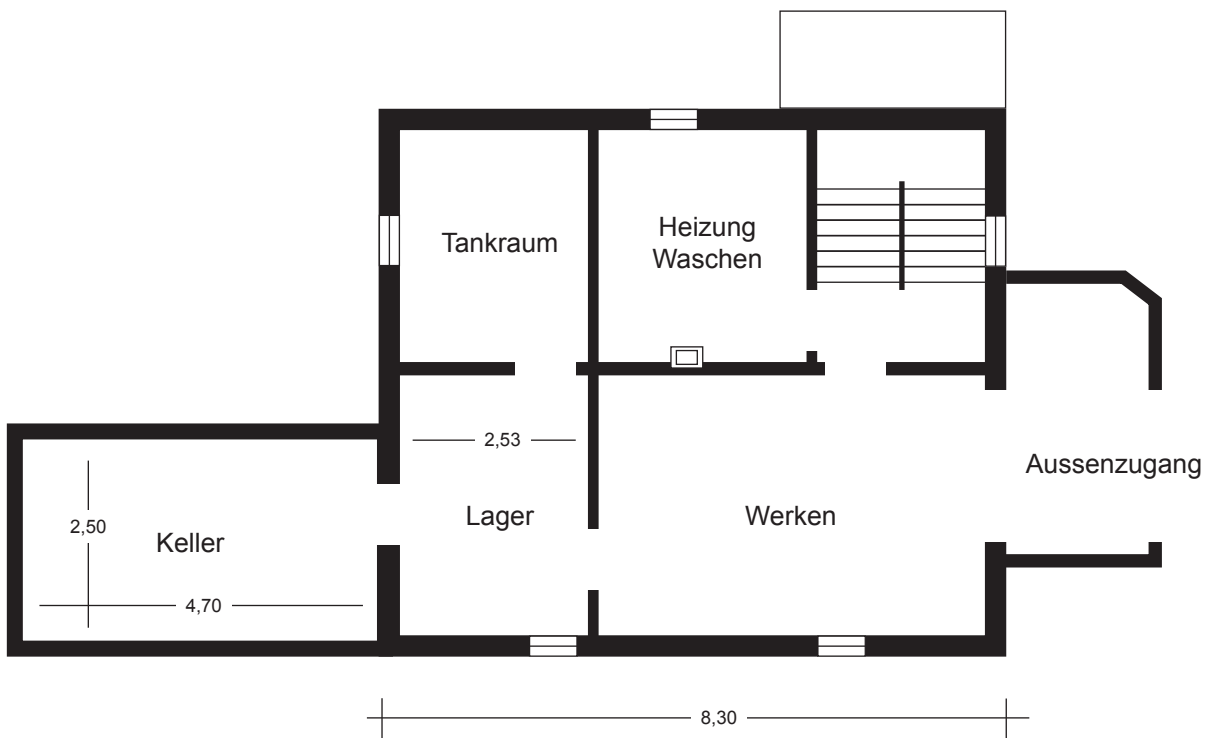 Heizung
Waschen
Tankraum
2,53
Aussenzugang
Lager
Werken
2,50
Keller
4,70
8,30